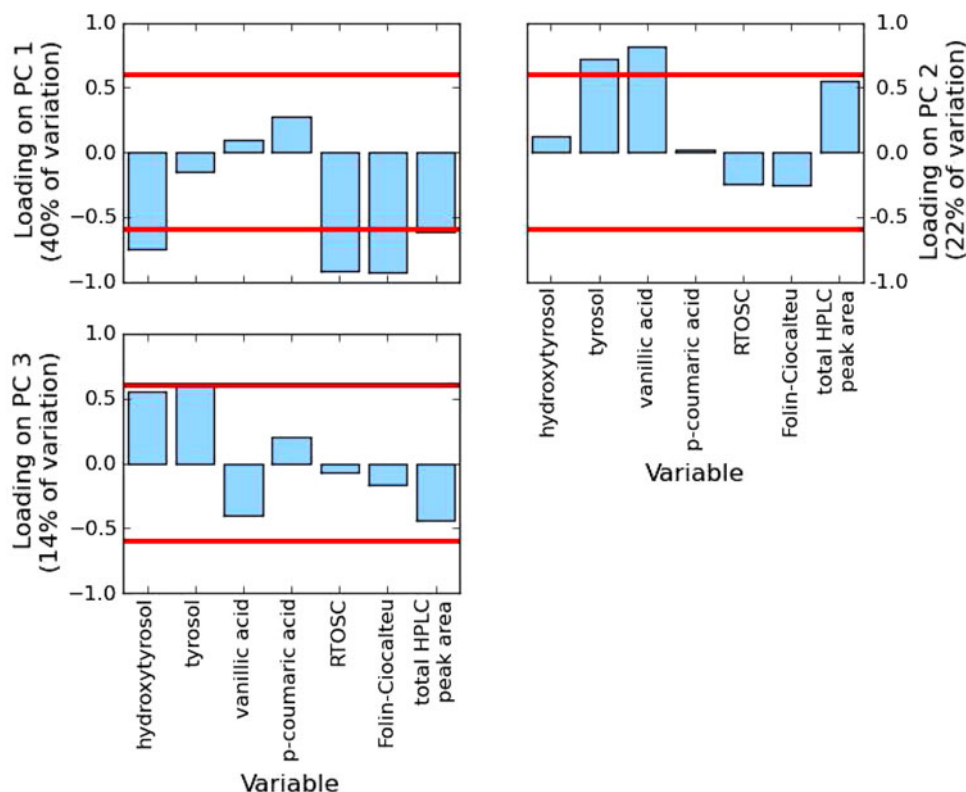 Loading on PC 1
(40% of variation)
1.0
0.5
0.0
−0.5
−1.0
1.0
0.5
0.0
−0.5
-1.0
Loading on PC 2
(22% of variation)
hydroxytyrosol
tyrosol
vanillic acid
p-coumaric acid
RTOSC
Folin-Ciocalteu
total HPLC
peak area
Variable
Loading on PC 3
(14% of variation)
1.0
0.5
0.0
−0.5
−1.0
hydroxytyrosol
tyrosol
vanillic acid
p-coumaric acid
RTOSC
Folin-Ciocalteu
total HPLC
peak area
Variable